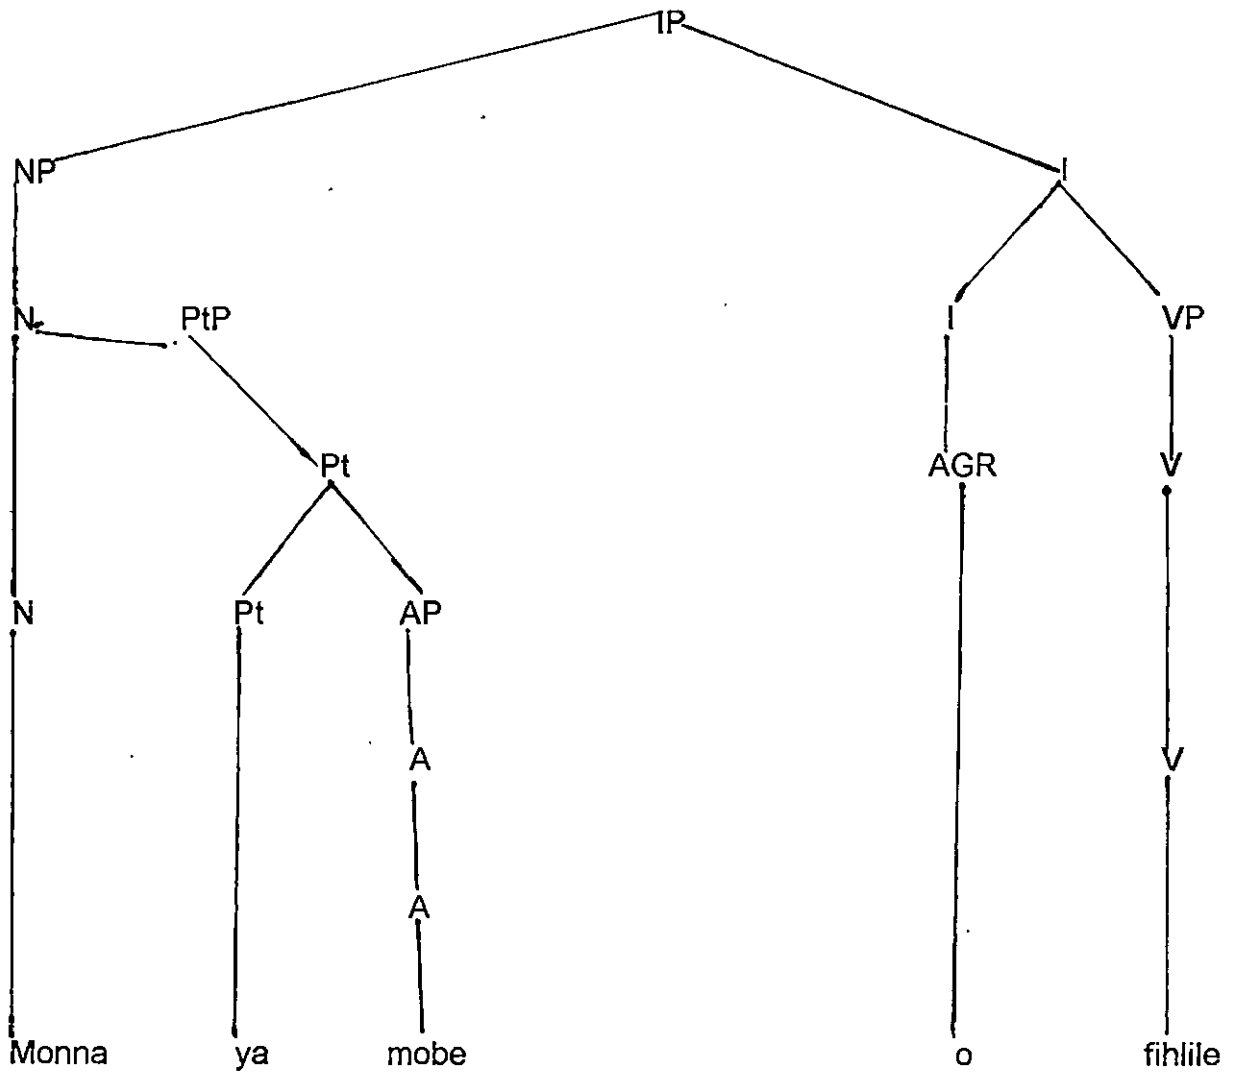 IP
NP I
N PtP I VP
Pt AGR V
N Pt AP
A V
A
Monna ya mobe o fihlile